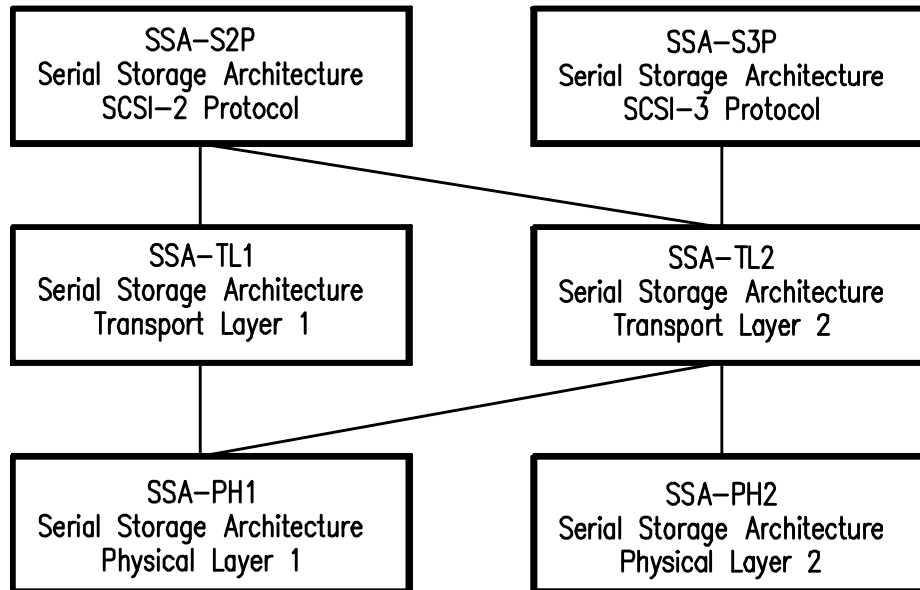 SSA-S2P
Serial Storage Architecture
SCSI-2 Protocol
SSA-S3P
Serial Storage Architecture
SCSI-3 Protocol
SSA-TL1
Serial Storage Architecture
Transport Layer 1
SSA-TL2
Serial Storage Architecture
Transport Layer 2
SSA-PH1
Serial Storage Architecture
Physical Layer 1
SSA-PH2
Serial Storage Architecture
Physical Layer 2